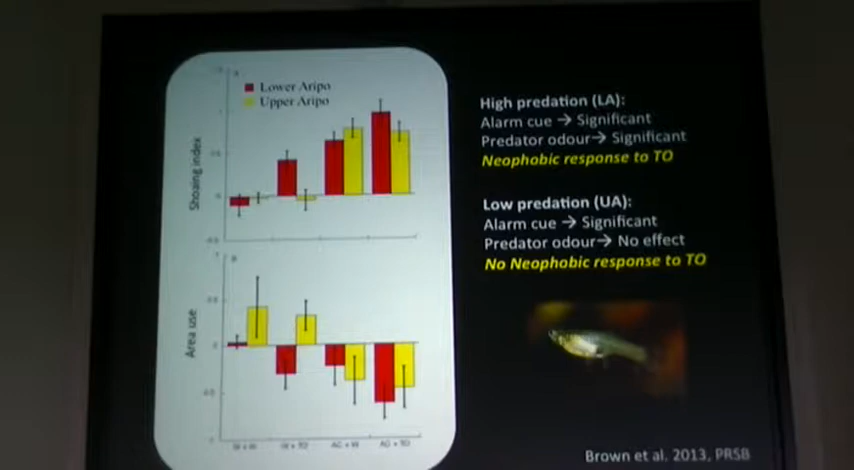 Lower Aripo
Upper Aripo
Shoaling index
Area use
High predation (LA):
Alarm cue → Significant
Predator odour→ Significant
Neophobic response to TO
Low predation (UA):
Alarm cue → Significant
Predator odour→ No effect
No Neophobic response to TO
Brown et al. 2013, PRSB